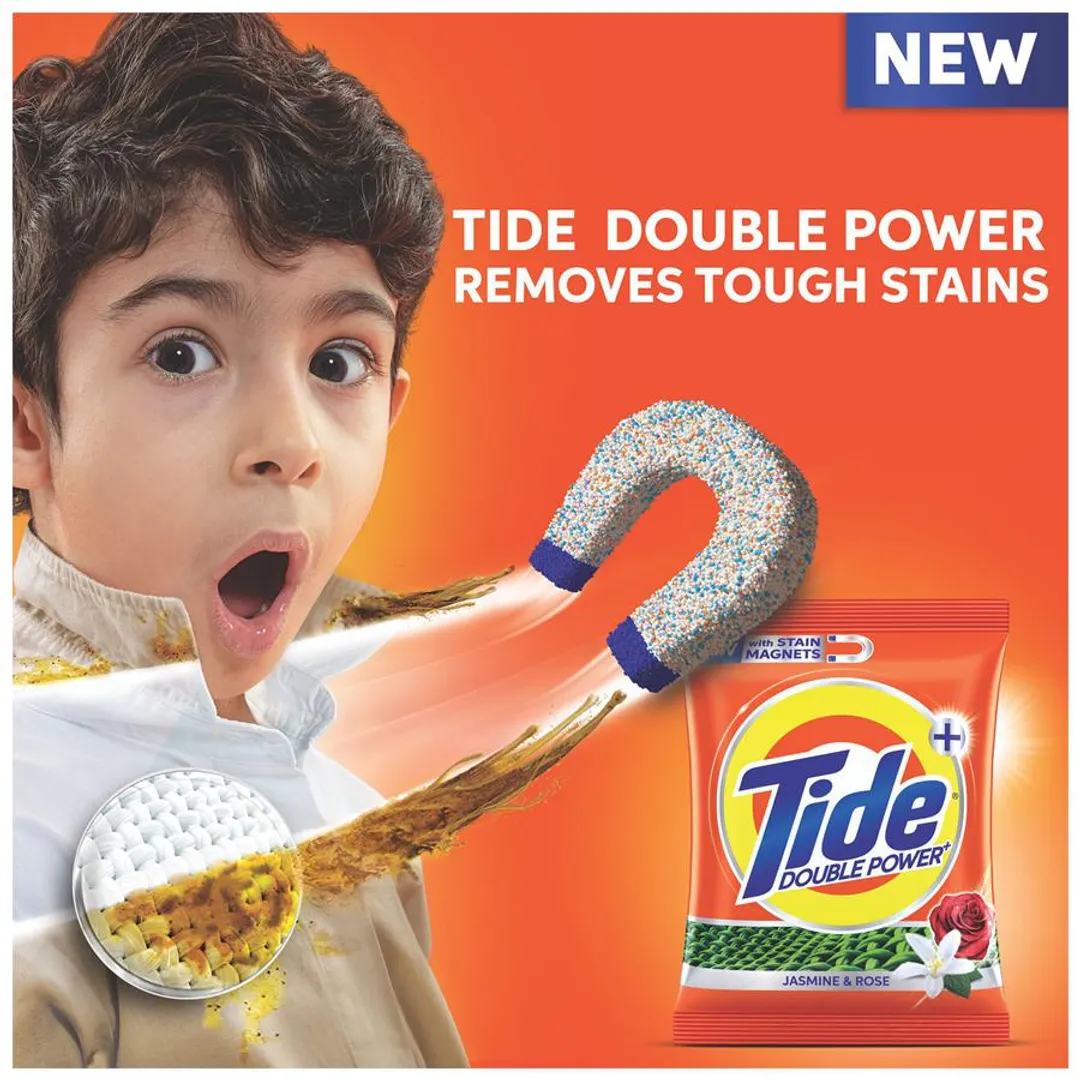 NEW
TIDE DOUBLE POWER
REMOVES TOUGH STAINS
with STAIN
MAGNETS
Tide+
DOUBLE POWER+
JASMINE & ROSE